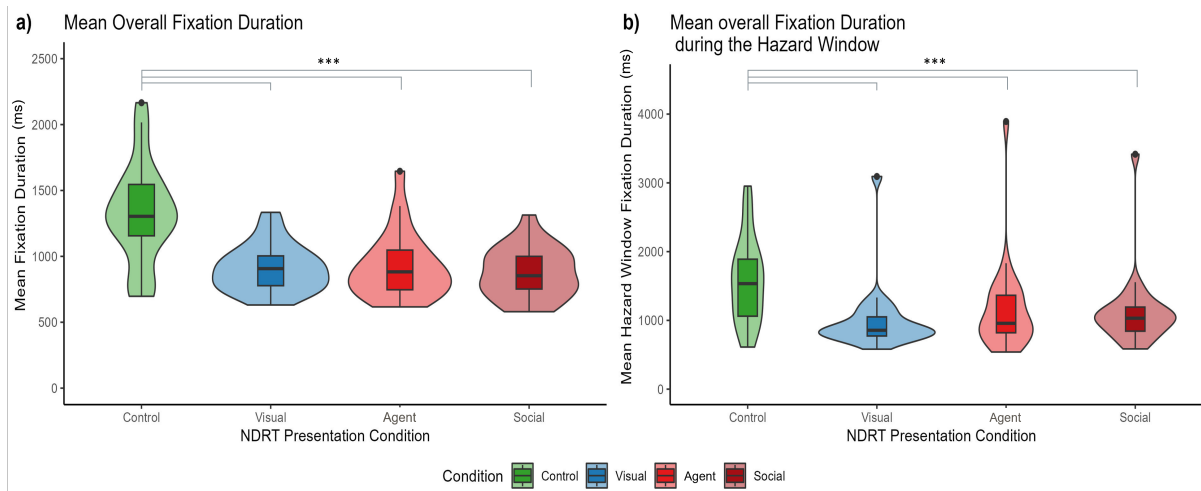 a) Mean Overall Fixation Duration
Mean Fixation Duration (ms)
2500
2000
1500
1000
500
0
***
Control Visual Agent Social
NDRT Presentation Condition
b) Mean overall Fixation Duration
during the Hazard Window
Mean Hazard Window Fixation Duration (ms)
4000
3000
2000
1000
0
***
Control Visual Agent Social
NDRT Presentation Condition
Condition Control Visual Agent Social